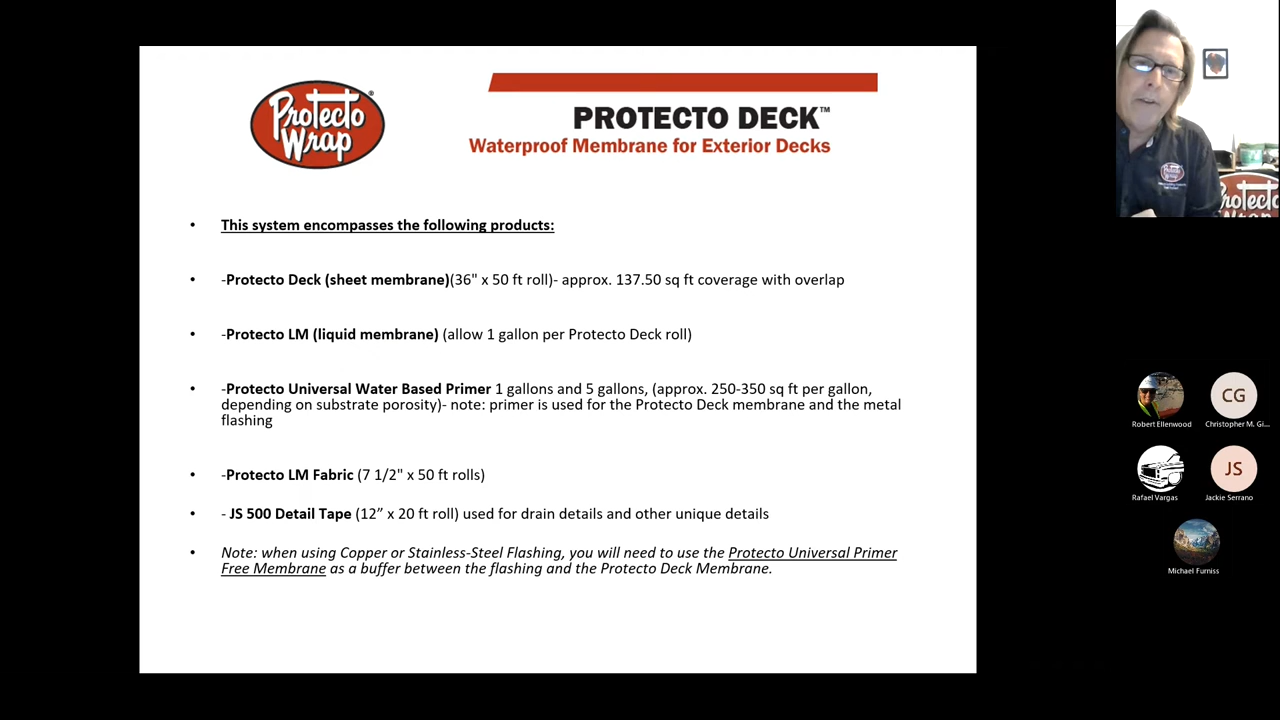 Protecto
Wrap
®
PROTECTO DECK™
Waterproof Membrane for Exterior Decks
• This system encompasses the following products:
• -Protecto Deck (sheet membrane)(36" x 50 ft roll)- approx. 137.50 sq ft coverage with overlap
• -Protecto LM (liquid membrane) (allow 1 gallon per Protecto Deck roll)
• -Protecto Universal Water Based Primer 1 gallons and 5 gallons, (approx. 250-350 sq ft per gallon,
depending on substrate porosity)- note: primer is used for the Protecto Deck membrane and the metal
flashing
• -Protecto LM Fabric (7 1/2" x 50 ft rolls)
• - JS 500 Detail Tape (12” x 20 ft roll) used for drain details and other unique details
• Note: when using Copper or Stainless-Steel Flashing, you will need to use the Protecto Universal Primer
Free Membrane as a buffer between the flashing and the Protecto Deck Membrane.
Protecto
Wrap
Protecto
Wrap
CG
Robert Ellenwood
Christopher M. Gi...
JS
Rafael Vargas
Jackie Serrano
Michael Furniss